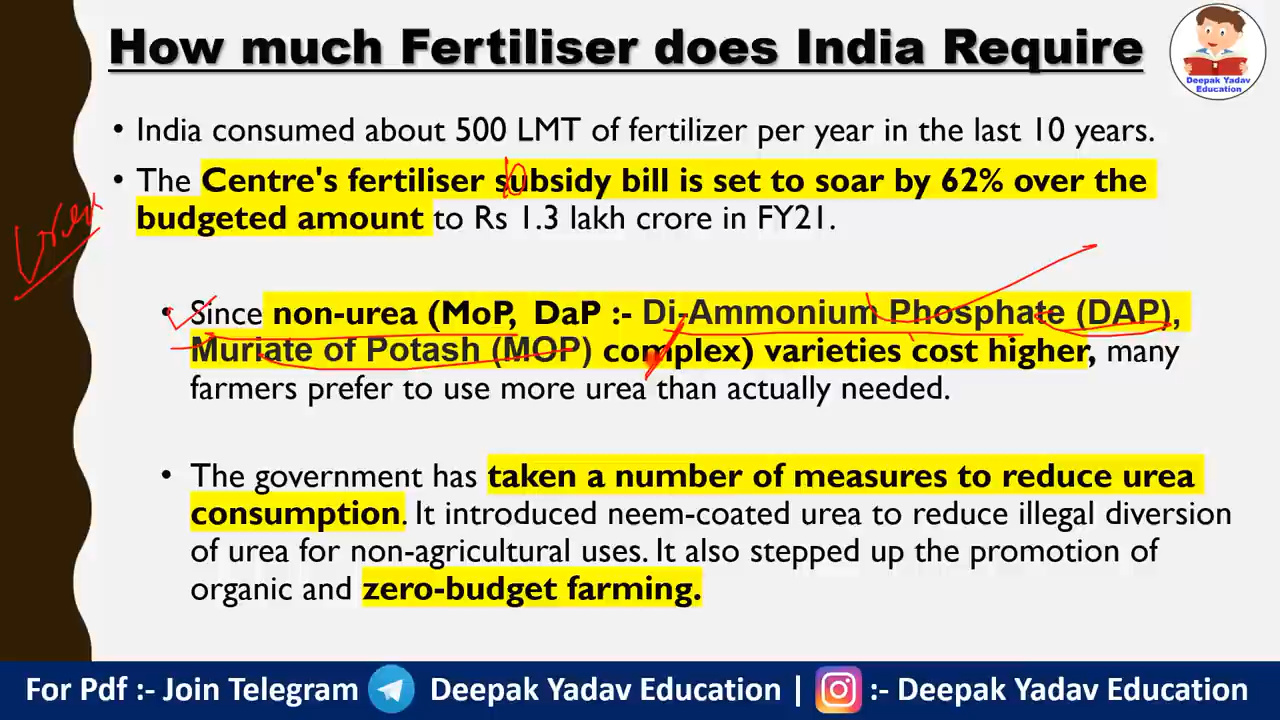 How much Fertiliser does India Require
Deepak Yadav
Education
• India consumed about 500 LMT of fertilizer per year in the last 10 years.
• The Centre's fertiliser subsidy bill is set to soar by 62% over the
budgeted amount to Rs 1.3 lakh crore in FY21.
• Since non-urea (MoP, DaP :- Di-Ammonium Phosphate (DAP),
Muriate of Potash (MOP) complex) varieties cost higher, many
farmers prefer to use more urea than actually needed.
• The government has taken a number of measures to reduce urea
consumption. It introduced neem-coated urea to reduce illegal diversion
of urea for non-agricultural uses. It also stepped up the promotion of
organic and zero-budget farming.
For Pdf :- Join Telegram Deepak Yadav Education | :- Deepak Yadav Education